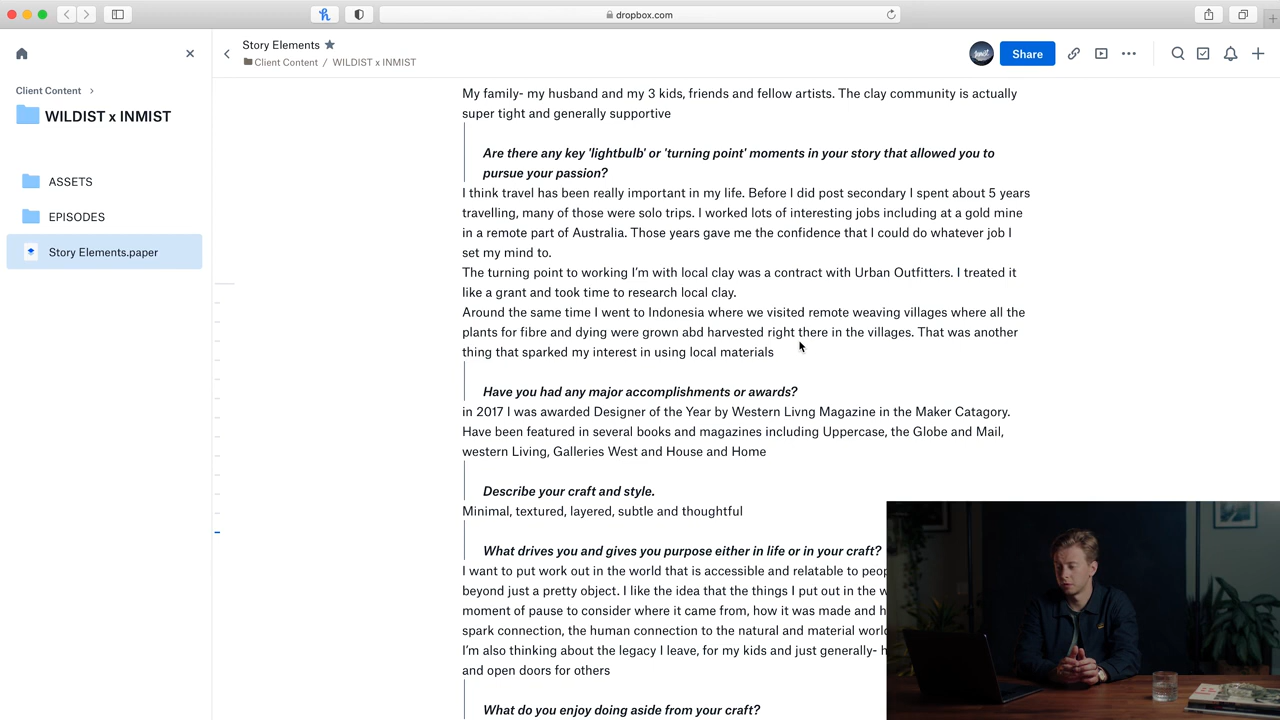 dropbox.com
Story Elements
Client Content / WILDIST x INMIST
Share
Client Content
WILDIST x INMIST
ASSETS
EPISODES
Story Elements.paper
My family- my husband and my 3 kids, friends and fellow artists. The clay community is actually
super tight and generally supportive
Are there any key 'lightbulb' or 'turning point' moments in your story that allowed you to
pursue your passion?
I think travel has been really important in my life. Before I did post secondary I spent about 5 years
travelling, many of those were solo trips. I worked lots of interesting jobs including at a gold mine
in a remote part of Australia. Those years gave me the confidence that I could do whatever job I
set my mind to.
The turning point to working I'm with local clay was a contract with Urban Outfitters. I treated it
like a grant and took time to research local clay.
Around the same time I went to Indonesia where we visited remote weaving villages where all the
plants for fibre and dying were grown abd harvested right there in the villages. That was another
thing that sparked my interest in using local materials
Have you had any major accomplishments or awards?
in 2017 I was awarded Designer of the Year by Western Livng Magazine in the Maker Catagory.
Have been featured in several books and magazines including Uppercase, the Globe and Mail,
western Living, Galleries West and House and Home
Describe your craft and style.
Minimal, textured, layered, subtle and thoughtful
What drives you and gives you purpose either in life or in your craft?
I want to put work out in the world that is accessible and relatable to
beyond just a pretty object. I like the idea that the things I put out in the
moment of pause to consider where it came from, how it was made and
spark connection, the human connection to the natural and material
I'm also thinking about the legacy I leave, for my kids and just generally-
and open doors for others
What do you enjoy doing aside from your craft?